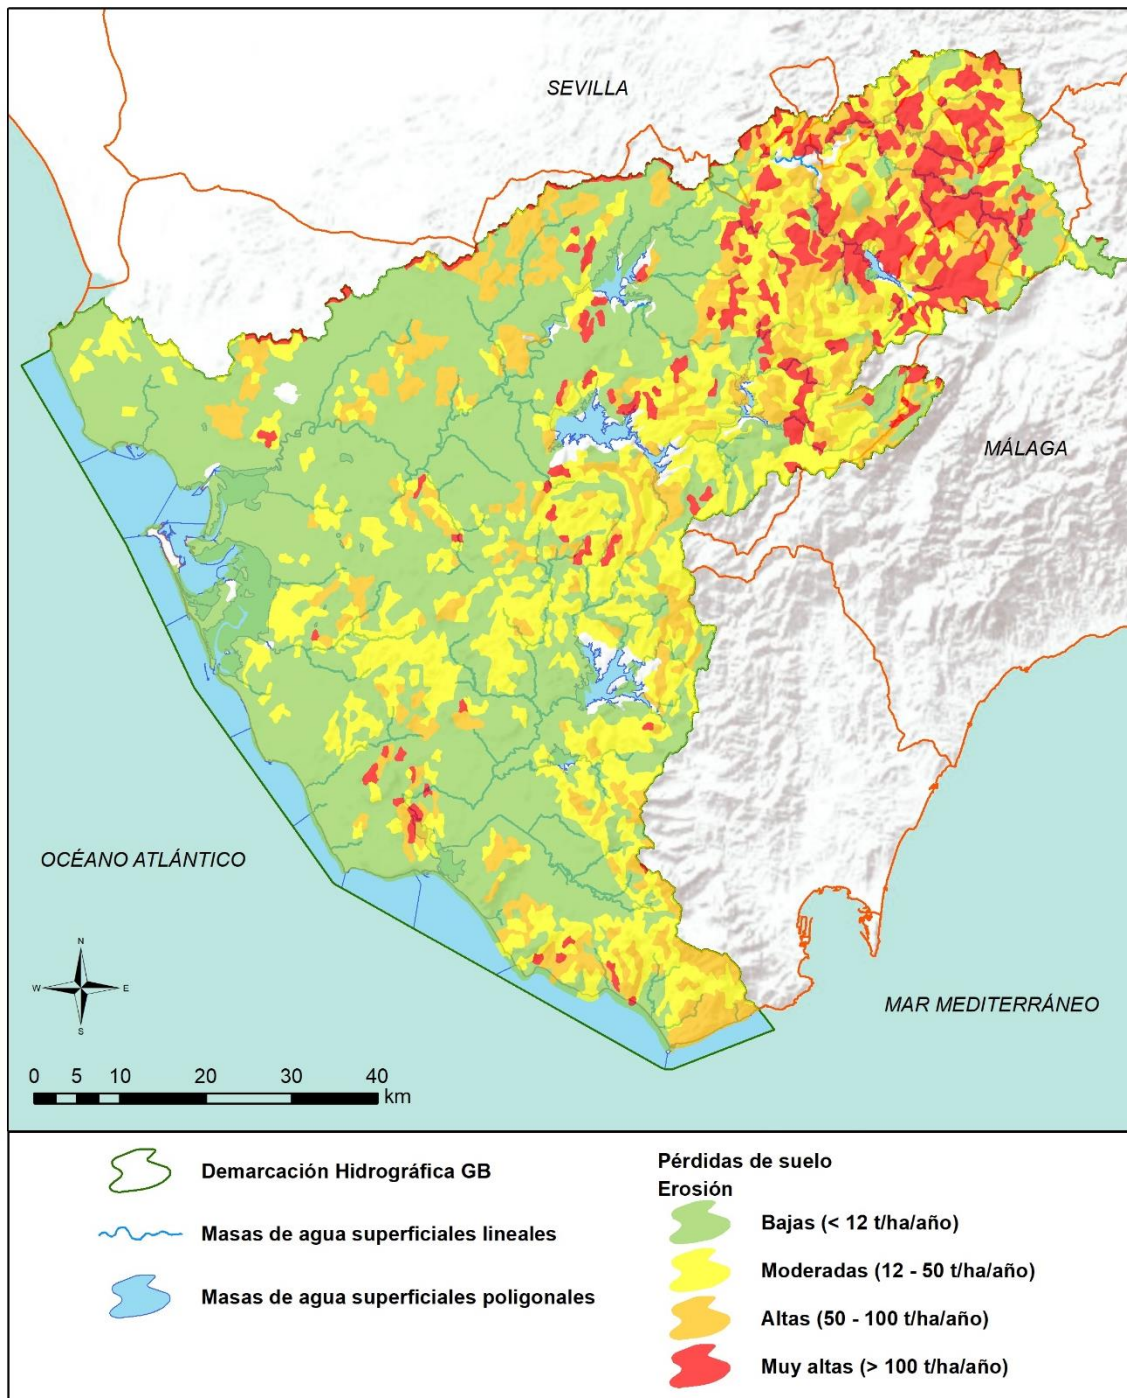 SEVILLA
MÁLAGA
OCÉANO ATLÁNTICO
MAR MEDITERRÁNEO
N
W E
S
0 5 10 20 30 40
km
Demarcación Hidrográfica GB
Masas de agua superficiales lineales
Masas de agua superficiales poligonales
Pérdidas de suelo
Erosión
Bajas (< 12 t/ha/año)
Moderadas (12 - 50 t/ha/año)
Altas (50 - 100 t/ha/año)
Muy altas (> 100 t/ha/año)